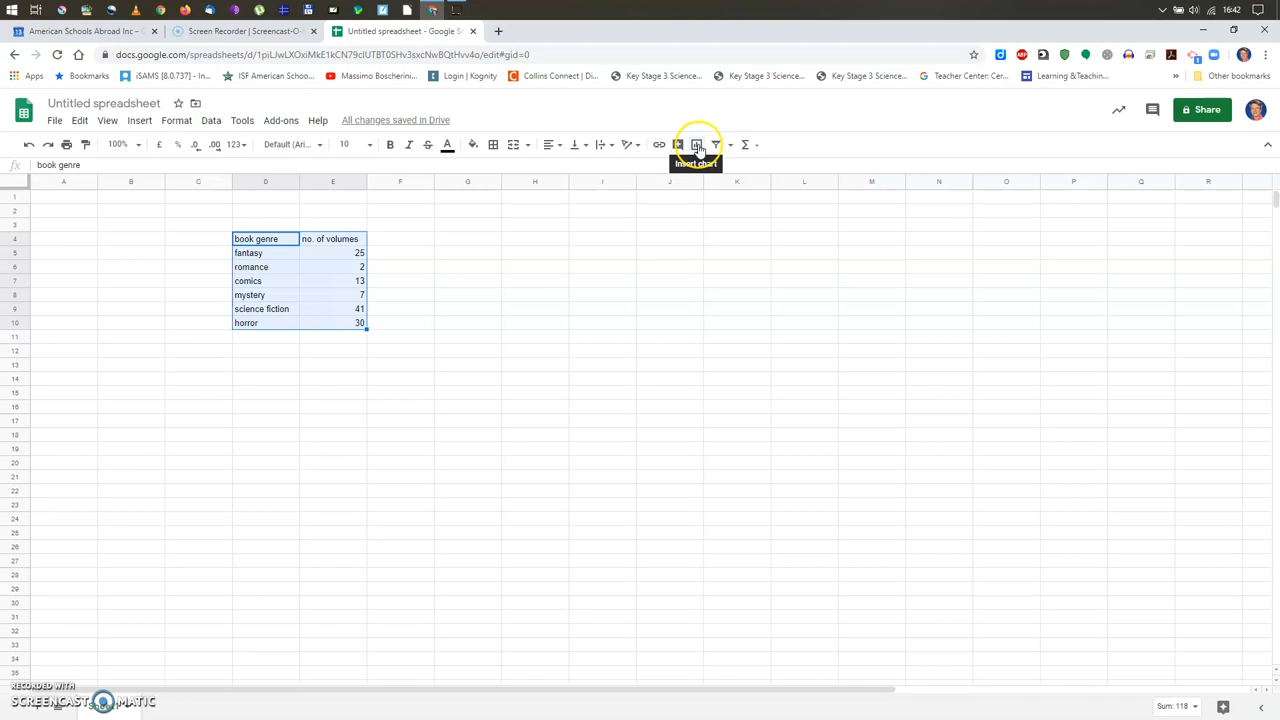 16:42
American Schools Abroad Inc – C
Screen Recorder | Screencast-O-M
Untitled spreadsheet - Google Sh
docs.google.com/spreadsheets/d/
/edit#gid=0
Apps
Bookmarks
iSAMS [8.0.737] - In...
ISF American Schoo...
Massimo Boscherini...
Login | Kognity
Collins Connect | Di...
Key Stage 3 Science...
Key Stage 3 Science...
Key Stage 3 Science...
Teacher Center: Cer...
Learning &Teachin...
Other bookmarks
Untitled spreadsheet
File Edit View Insert Format Data Tools Add-ons Help All changes saved in Drive
Share
100% £ % .0 .00 123 Default (Ari... 10 B I S A
Insert chart
fx book genre
A B C D E F G H I J K L M N O P Q R
1
2
3
4 book genre no. of volumes
5 fantasy 25
6 romance 2
7 comics 13
8 mystery 7
9 science fiction 41
10 horror 30
11
12
13
14
15
16
17
18
19
20
21
22
23
24
25
26
27
28
29
30
31
32
33
34
35
RECORDED WITH
SCREENCAST MATIC
Sum: 118